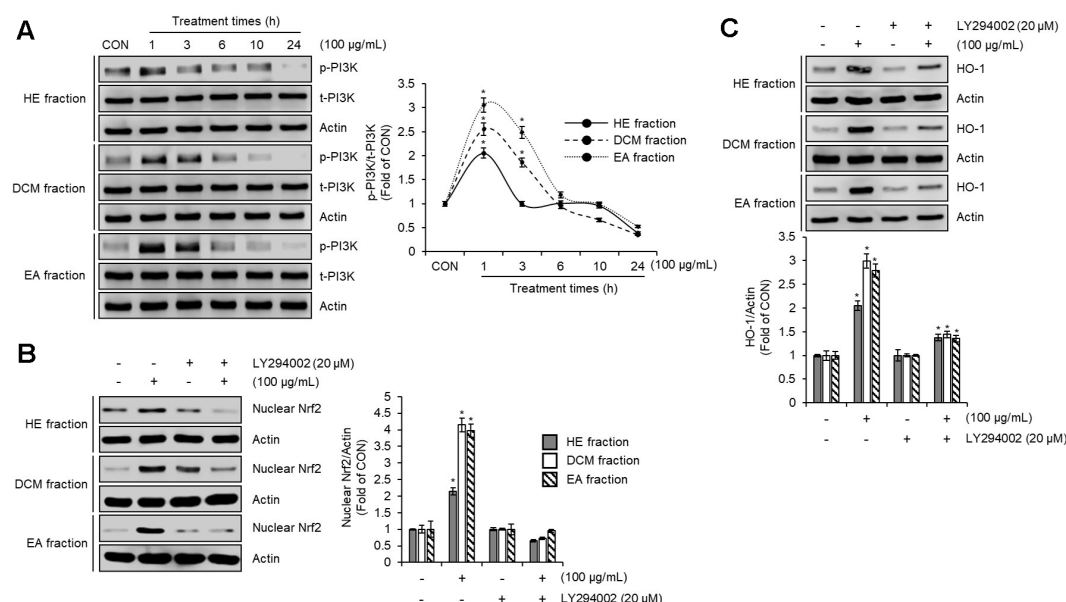 A
Treatment times (h)
CON 1 3 6 10 24 (100 µg/mL)
HE fraction
p-PI3K
t-PI3K
Actin
DCM fraction
p-PI3K
t-PI3K
Actin
EA fraction
p-PI3K
t-PI3K
Actin
p-PI3K/t-PI3K
(Fold of CON)
3.5
3
2.5
2
1.5
1
0.5
0
* * * * *
HE fraction
DCM fraction
EA fraction
CON 1 3 6 10 24 (100 µg/mL)
Treatment times (h)
B
- - + + LY294002 (20 µM)
- + - + (100 µg/mL)
HE fraction
Nuclear Nrf2
Actin
DCM fraction
Nuclear Nrf2
Actin
EA fraction
Nuclear Nrf2
Actin
Nuclear Nrf2/Actin
(Fold of CON)
5
4.5
4
3.5
3
2.5
2
1.5
1
0.5
0
* * *
HE fraction
DCM fraction
EA fraction
- + - + (100 µg/mL)
- - + + LY294002 (20 µM)
C
- - + + LY294002 (20 µM)
- + - + (100 µg/mL)
HE fraction
HO-1
Actin
DCM fraction
HO-1
Actin
EA fraction
HO-1
Actin
HO-1/Actin
(Fold of CON)
3.5
3
2.5
2
1.5
1
0.5
0
* * * * * *
- + - + (100 µg/mL)
- - + + LY294002 (20 µM)